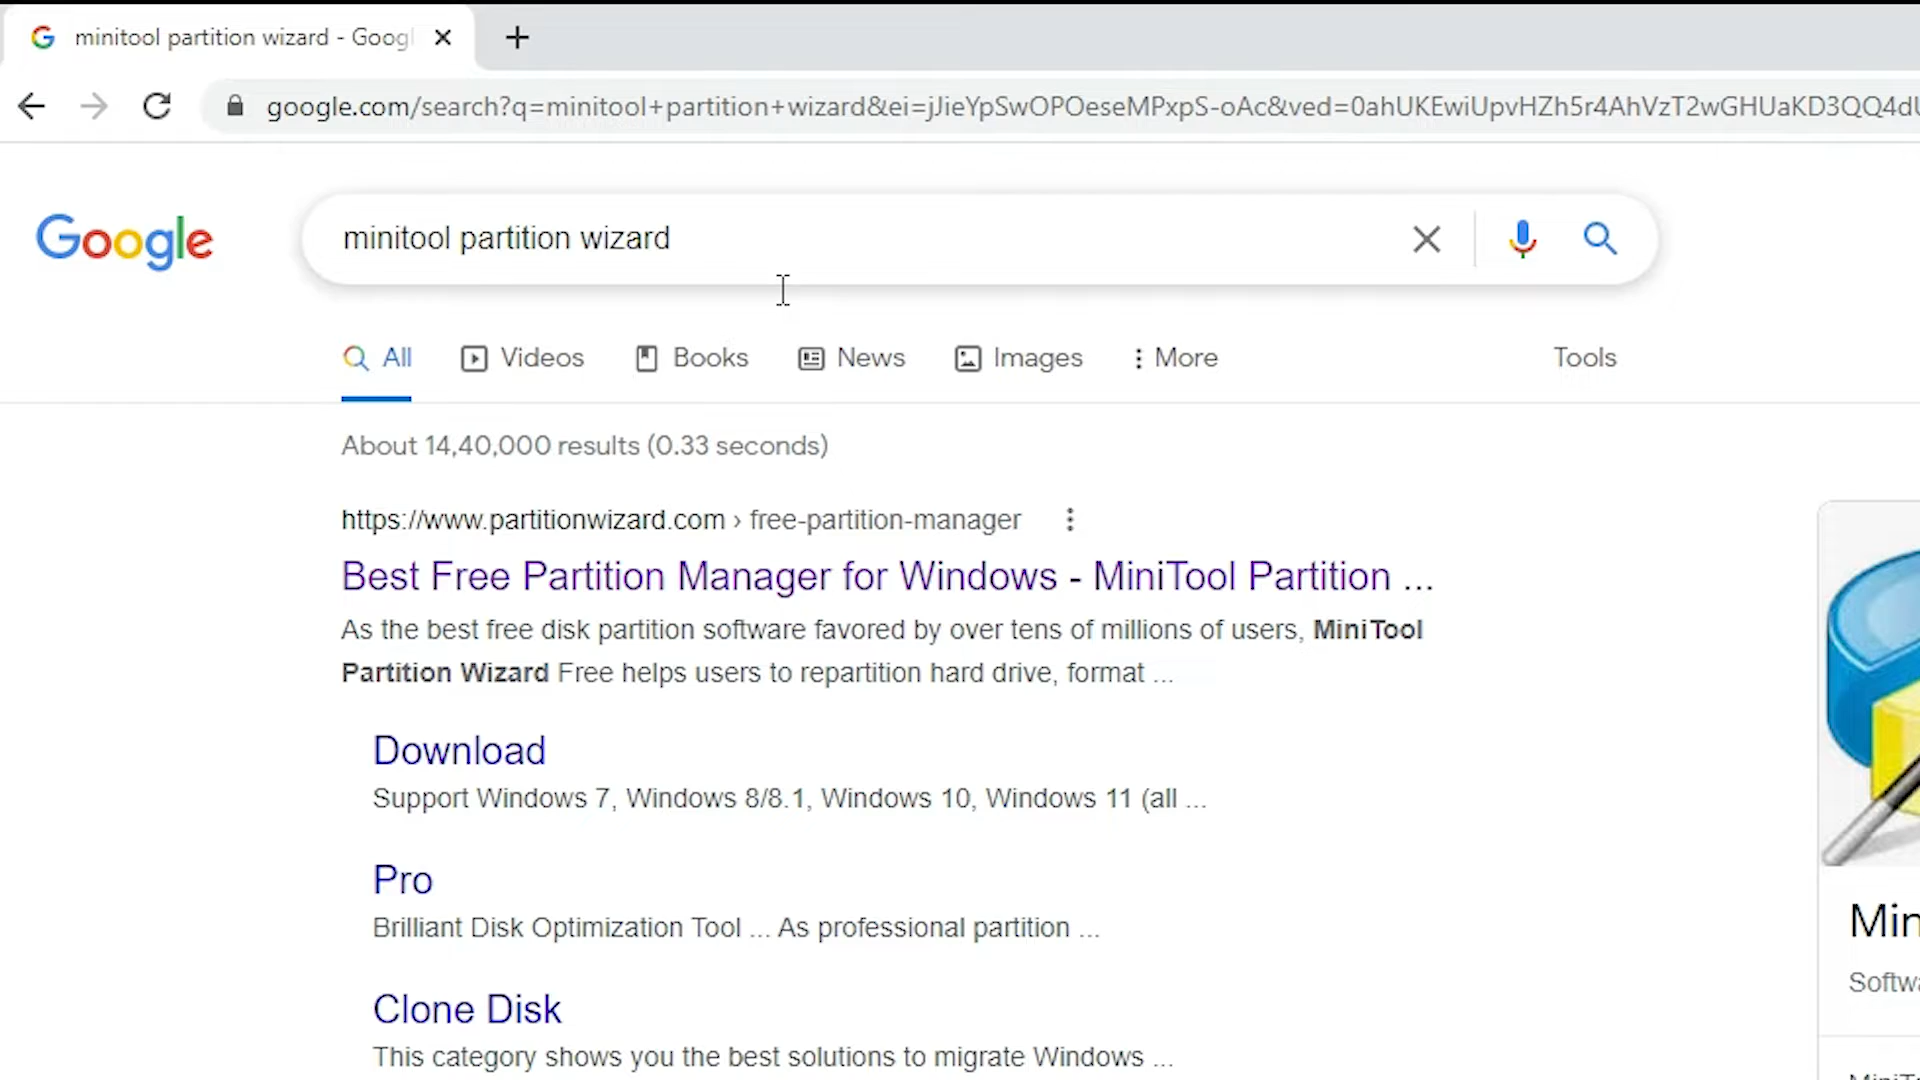 minitool partition wizard - Googl
google.com/search?q=minitool+partition+wizard&ei=jJieYpSwOPOeseMPxpS-oAc&ved=0ahUKEwiUpvHZh5r4AhVzT2wGHUaKD3QQ4dU
Google
minitool partition wizard
All Videos Books News Images More Tools
About 14,40,000 results (0.33 seconds)
https://www.partitionwizard.com › free-partition-manager
Best Free Partition Manager for Windows - MiniTool Partition ...
As the best free disk partition software favored by over tens of millions of users, MiniTool
Partition Wizard Free helps users to repartition hard drive, format ...
Download
Support Windows 7, Windows 8/8.1, Windows 10, Windows 11 (all ...
Pro
Brilliant Disk Optimization Tool ... As professional partition ...
Min
Clone Disk
Softwa
This category shows you the best solutions to migrate Windows ...